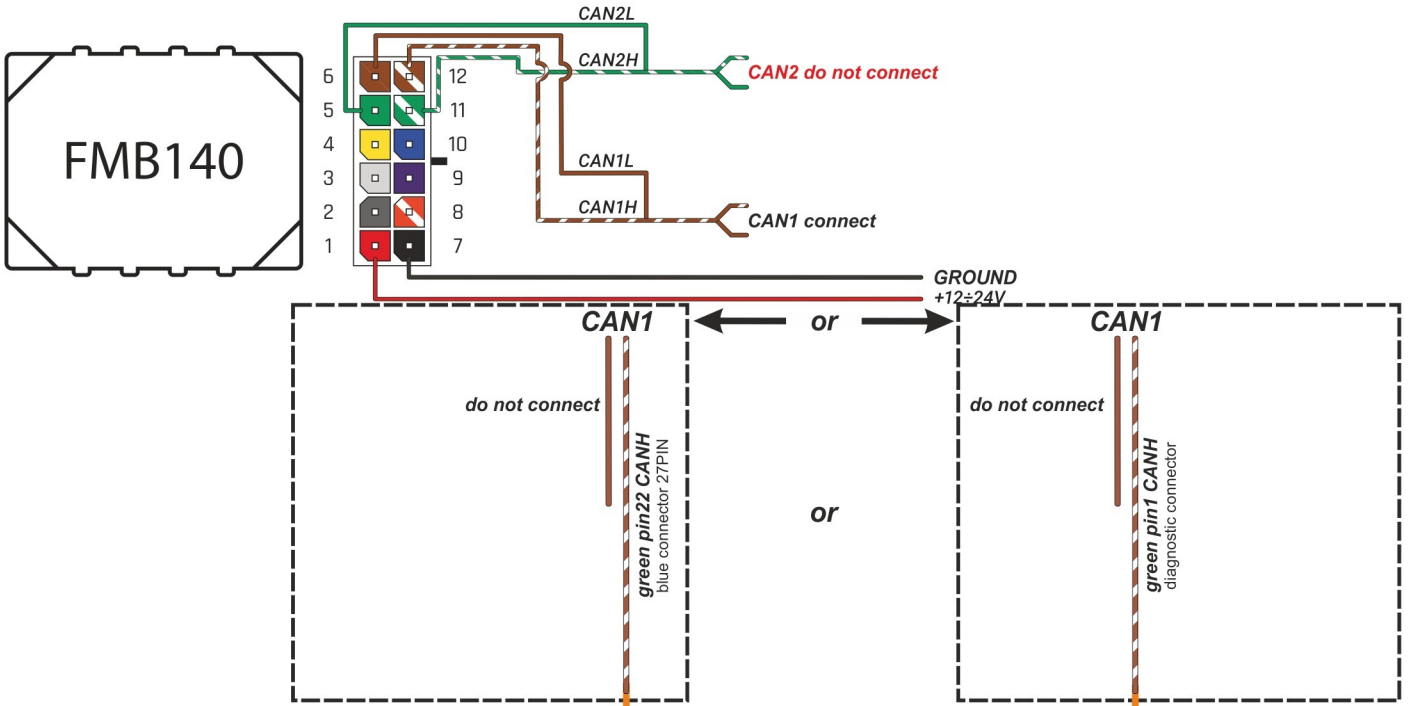 CAN2L
CAN2H
CAN2 do not connect
FMB140
6
12
5
11
4
10
3
9
2
8
1
7
CAN1L
CAN1H
CAN1 connect
GROUND
+12÷24V
CAN1
or
CAN1
do not connect
do not connect
green pin22 CANH
blue connector 27PIN
or
green pin1 CANH
diagnostic connector